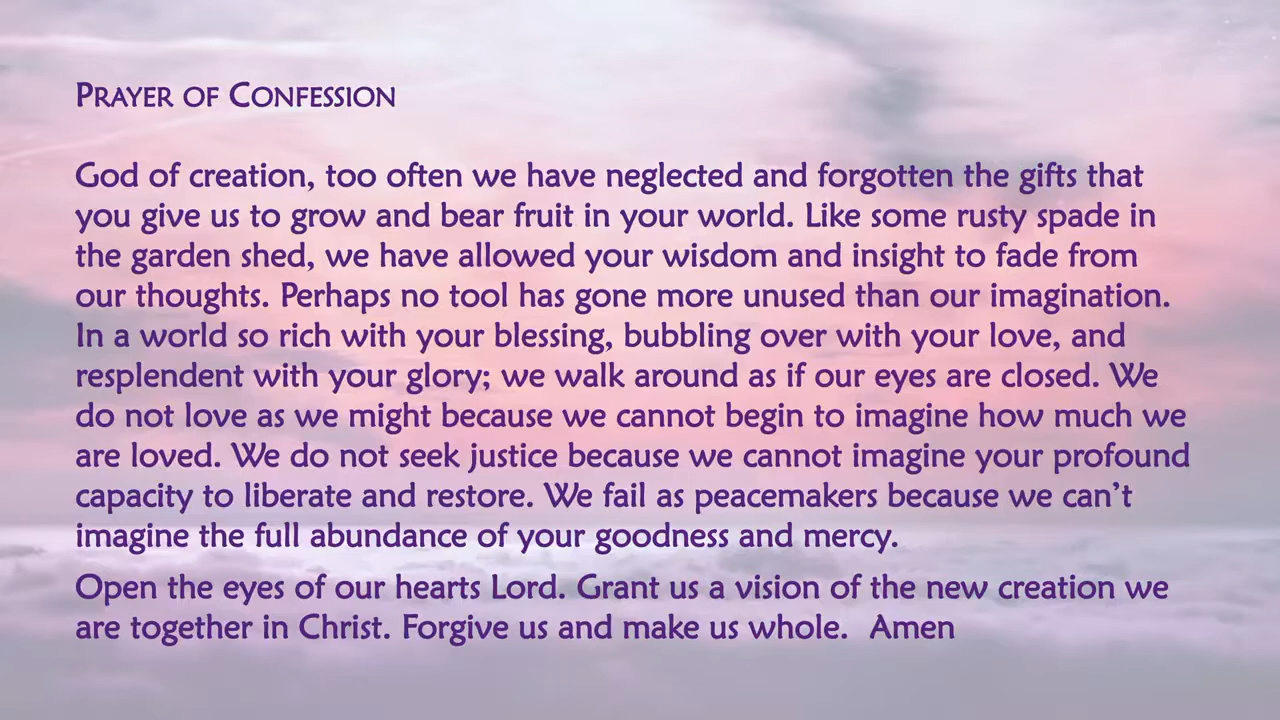 Prayer of Confession
God of creation, too often we have neglected and forgotten the gifts that
you give us to grow and bear fruit in your world. Like some rusty spade in
the garden shed, we have allowed your wisdom and insight to fade from
our thoughts. Perhaps no tool has gone more unused than our imagination.
In a world so rich with your blessing, bubbling over with your love, and
resplendent with your glory; we walk around as if our eyes are closed. We
do not love as we might because we cannot begin to imagine how much we
are loved. We do not seek justice because we cannot imagine your profound
capacity to liberate and restore. We fail as peacemakers because we can’t
imagine the full abundance of your goodness and mercy.
Open the eyes of our hearts Lord. Grant us a vision of the new creation we
are together in Christ. Forgive us and make us whole.  Amen